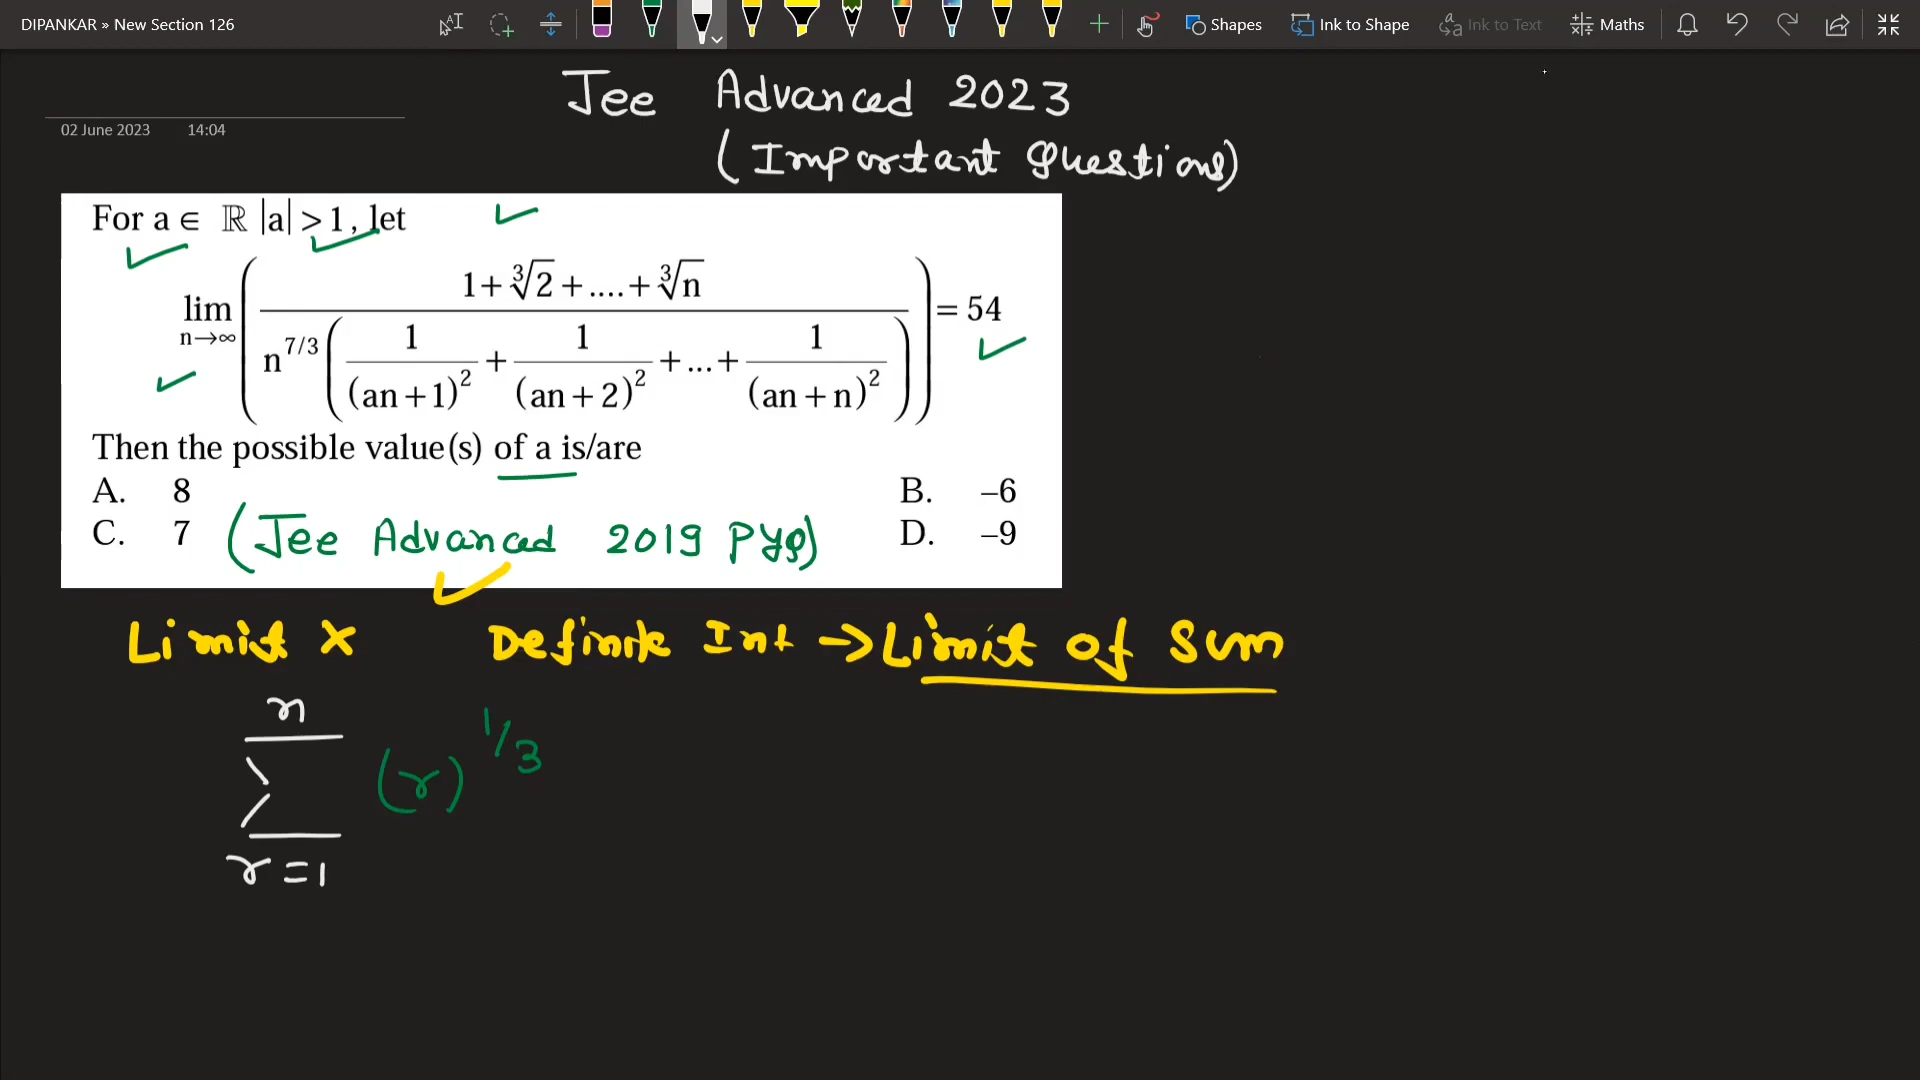 DIPANKAR » New Section 126
Shapes Ink to Shape Ink to Text Maths
Jee Advanced 2023
(Important Questions)
02 June 2023 14:04
For a ∈ ℝ |a| > 1, let
lim n→∞ ( (1 + ∛2 + .... + ∛n) / ( n^7/3 ( 1/(an+1)² + 1/(an+2)² + ... + 1/(an+n)² ) ) ) = 54
Then the possible value(s) of a is/are
A. 8 B. –6
C. 7 D. –9
(Jee Advanced 2019 PYQ)
Limit × Definite Int → Limit of Sum
n
∑ (r)^1/3
r = 1